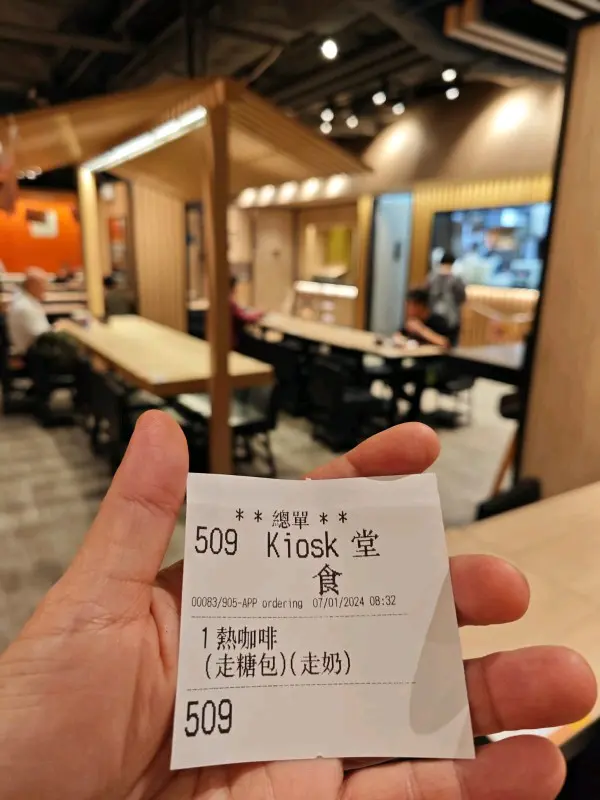 ** 總單 **
509 Kiosk 堂
食
00083/905-APP ordering 07/01/2024 08:32
1 熱咖啡
(走糖包)(走奶)
509